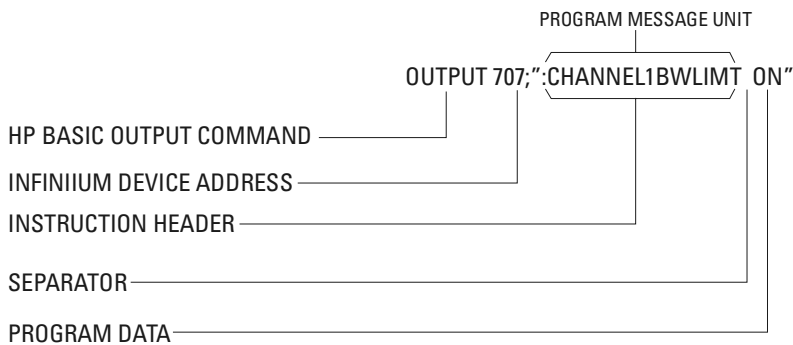 PROGRAM MESSAGE UNIT
OUTPUT 707;":CHANNEL1BWLIMT ON"
HP BASIC OUTPUT COMMAND
INFINIIUM DEVICE ADDRESS
INSTRUCTION HEADER
SEPARATOR
PROGRAM DATA